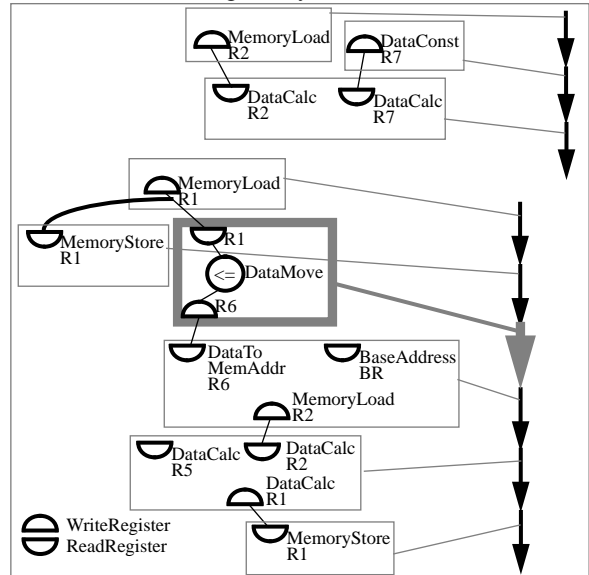 MemoryLoad
R2
DataConst
R7
DataCalc
R2
DataCalc
R7
MemoryLoad
R1
MemoryStore
R1
R1
<= DataMove
R6
DataTo
MemAddr
R6
BaseAddress
BR
MemoryLoad
R2
DataCalc
R5
DataCalc
R2
DataCalc
R1
MemoryStore
R1
WriteRegister
ReadRegister